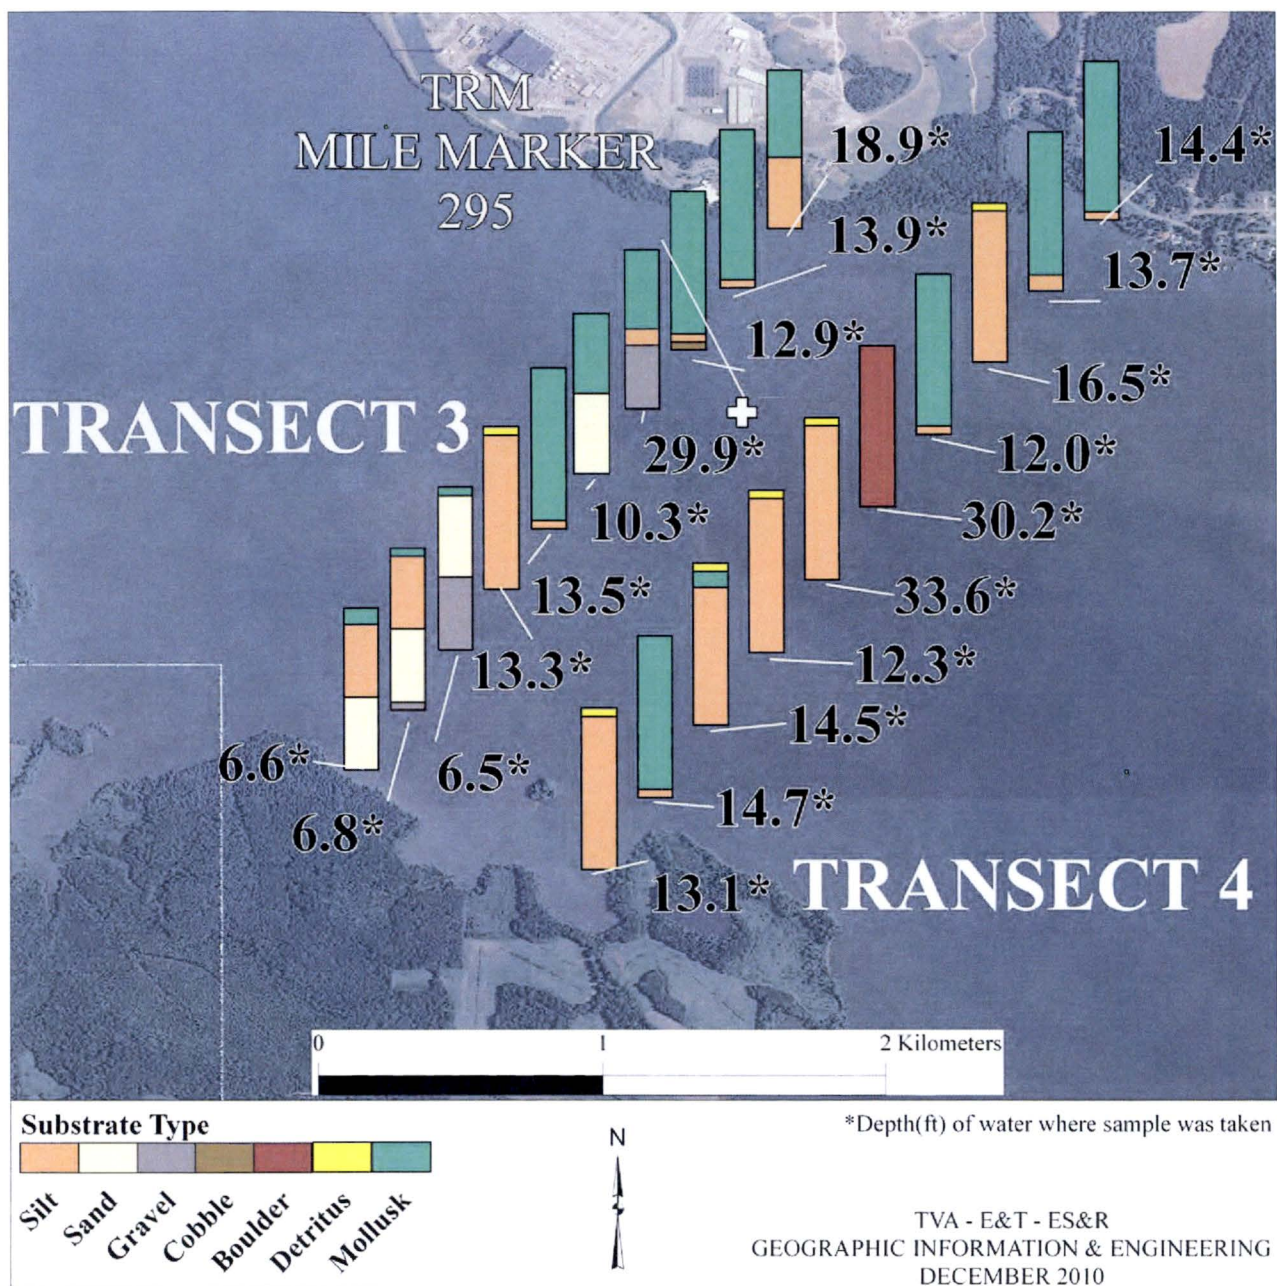 TRM
MILE MARKER
295
18.9*
14.4*
13.9*
13.7*
12.9*
16.5*
TRANSECT 3
29.9*
12.0*
10.3*
30.2*
13.5*
33.6*
13.3*
12.3*
14.5*
6.6*
6.5*
14.7*
6.8*
13.1*
TRANSECT 4
0 1 2 Kilometers
Substrate Type
*Depth(ft) of water where sample was taken
N
Silt
Sand
Gravel
Cobble
Boulder
Detritus
Mollusk
TVA - E&T - ES&R
GEOGRAPHIC INFORMATION & ENGINEERING
DECEMBER 2010